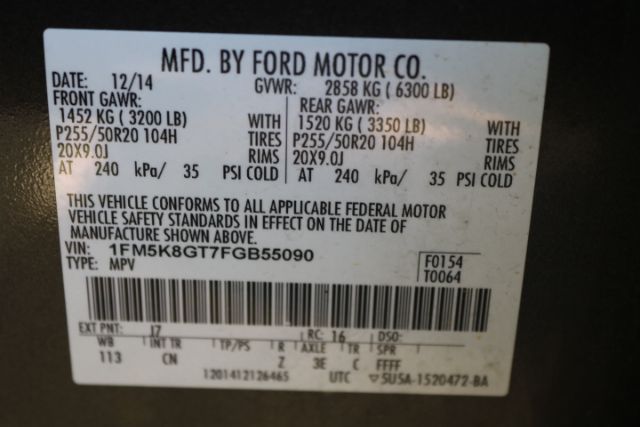 MFD. BY FORD MOTOR CO.
DATE: 12/14 GVWR: 2858 KG ( 6300 LB)
FRONT GAWR: REAR GAWR:
1452 KG ( 3200 LB) WITH 1520 KG ( 3350 LB) WITH
P255/50R20 104H TIRES P255/50R20 104H TIRES
20X9.0J RIMS 20X9.0J RIMS
AT 240 kPa/ 35 PSI COLD AT 240 kPa/ 35 PSI COLD
THIS VEHICLE CONFORMS TO ALL APPLICABLE FEDERAL MOTOR
VEHICLE SAFETY STANDARDS IN EFFECT ON THE DATE OF
MANUFACTURE SHOWN ABOVE.
VIN: 1FM5K8GT7FGB55090 F0154
TYPE: MPV T0064
EXT PNT: J7 RC: 16 DSO:
WB INT TR TP/PS R AXLE TR SPR
113 CN Z 3E C FFFF
1201412126465 UTC ▽5U5A-1520472-BA